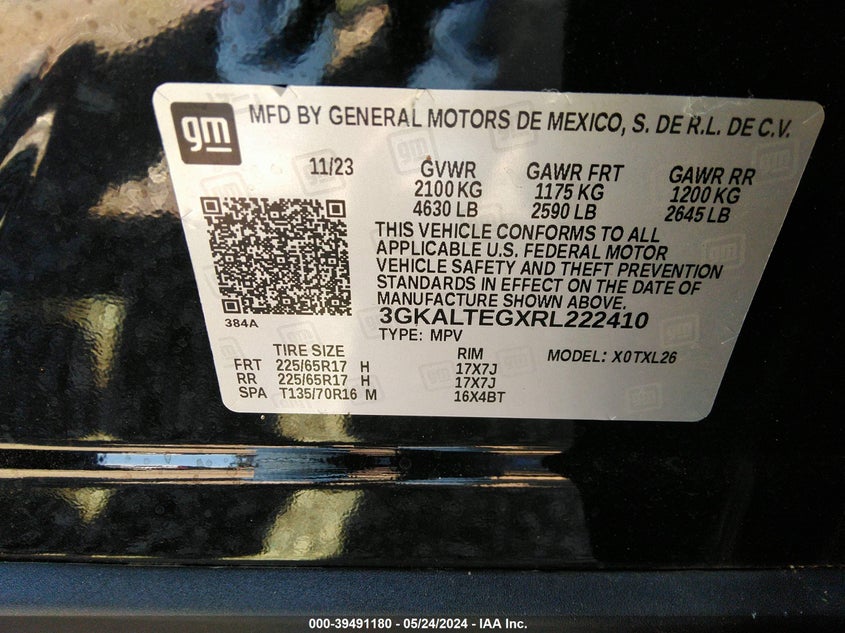 gm
MFD BY GENERAL MOTORS DE MEXICO, S. DE R.L. DE C.V.
11/23 GVWR GAWR FRT GAWR RR
2100 KG 1175 KG 1200 KG
4630 LB 2590 LB 2645 LB
THIS VEHICLE CONFORMS TO ALL
APPLICABLE U.S. FEDERAL MOTOR
VEHICLE SAFETY AND THEFT PREVENTION
STANDARDS IN EFFECT ON THE DATE OF
MANUFACTURE SHOWN ABOVE.
384A
3GKALTEGXRL222410
TYPE: MPV
TIRE SIZE RIM MODEL: X0TXL26
FRT 225/65R17 H 17X7J
RR 225/65R17 H 17X7J
SPA T135/70R16 M 16X4BT
000-39491180 - 05/24/2024 - IAA Inc.